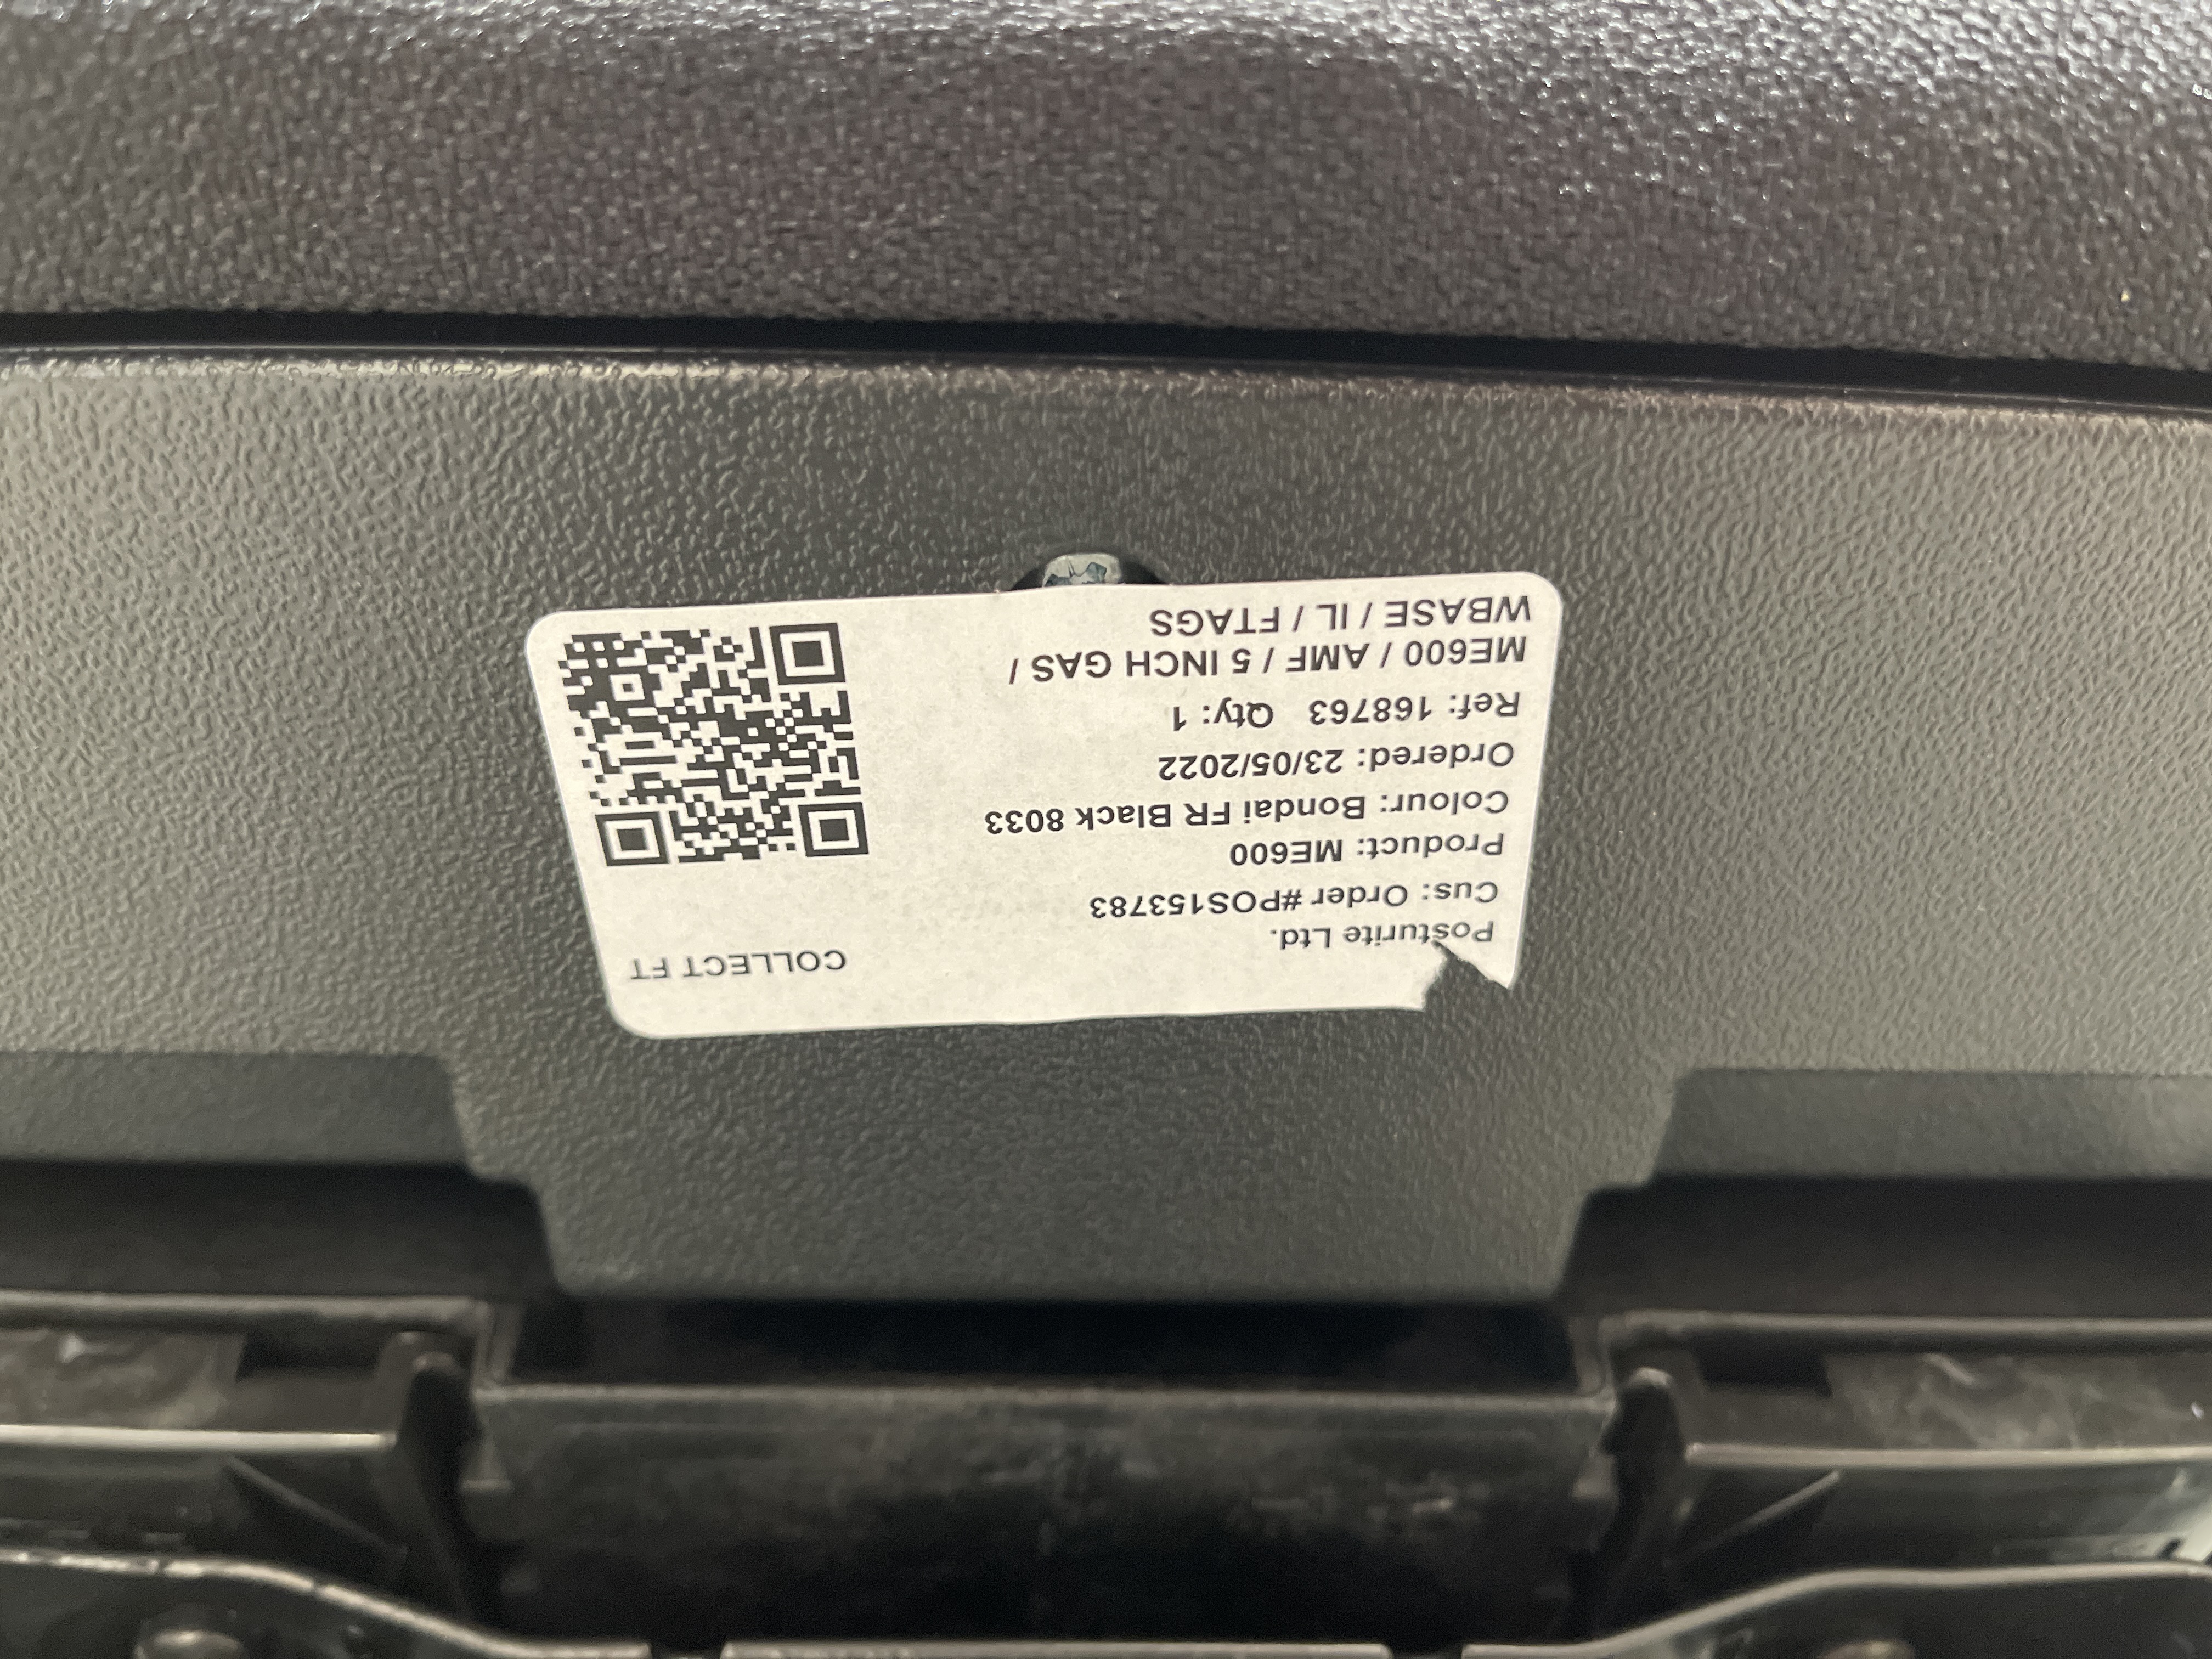 Posturite Ltd.
COLLECT FT
Cus: Order #POS153783
Product: ME600
Colour: Bondai FR Black 8033
Ordered: 23/05/2022
Ref: 168763 Qty: 1
ME600 / AMF / 5 INCH GAS /
WBASE / IL / FTAGS